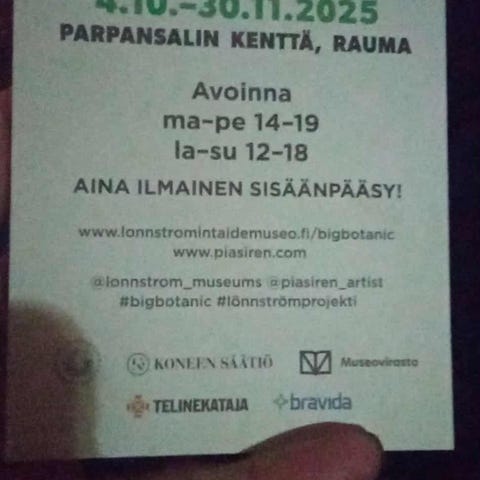 4.10.–30.11.2025
PARPANSALIN KENTTÄ, RAUMA
Avoinna
ma–pe 14–19
la–su 12–18
AINA ILMAINEN SISÄÄNPÄÄSY!
www.lonnstromintaidemuseo.fi/bigbotanic
www.piasiren.com
@lonnstrom_museums @piasiren_artist
#bigbotanic #lönnströmprojekti
KONEEN SÄÄTIÖ Museovirasto
TELINEKATAJA bravida